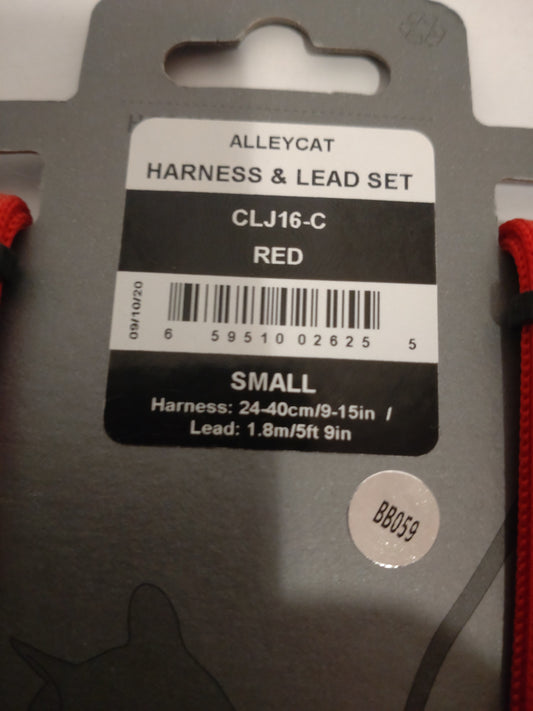 ALLEYCAT
HARNESS & LEAD SET
CLJ16-C
RED
09/10/20
6 59510 02625 5
SMALL
Harness: 24-40cm/9-15in /
Lead: 1.8m/5ft 9in
BB059